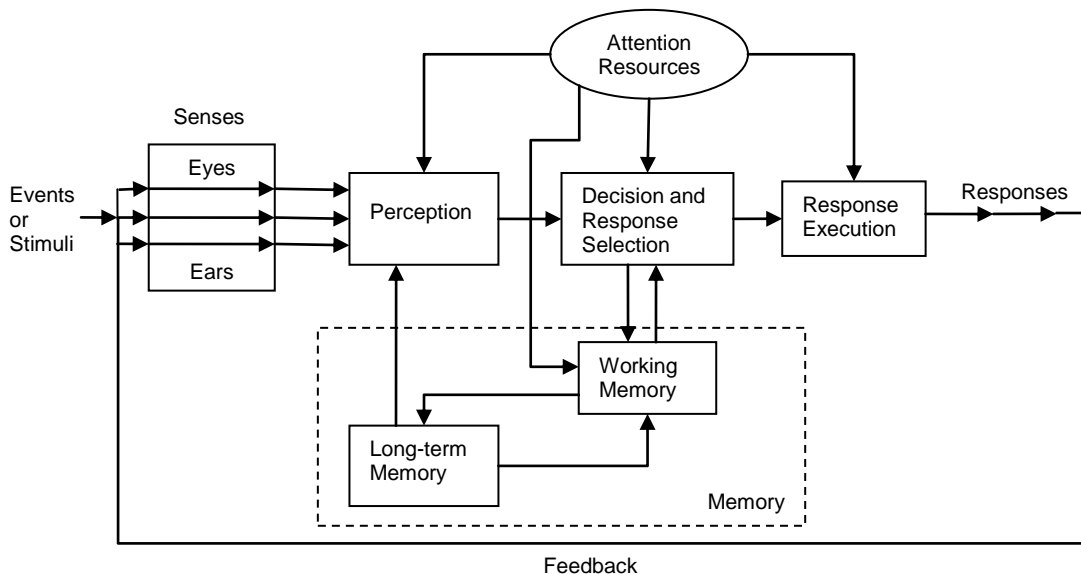 Attention
Resources
Senses
Eyes
Events
or
Stimuli
Ears
Perception
Decision and
Response
Selection
Response
Execution
Responses
Working
Memory
Long-term
Memory
Memory
Feedback